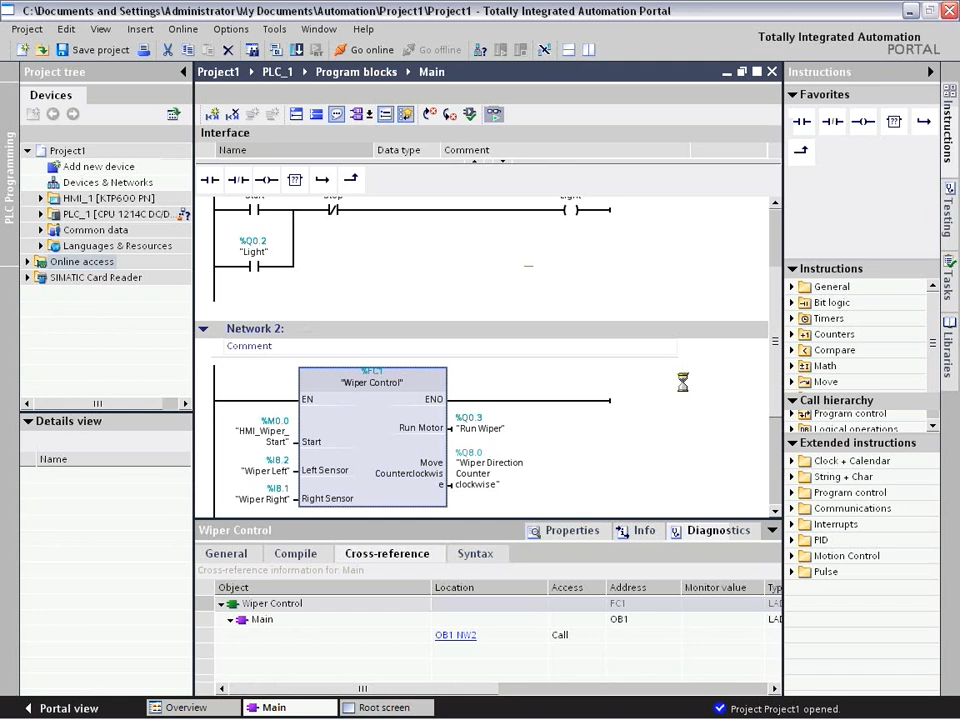 C:\Documents and Settings\Administrator\My Documents\Automation\Project1\Project1 - Totally Integrated Automation Portal
Project Edit View Insert Online Options Tools Window Help
Totally Integrated Automation
PORTAL
Save project
Go online
Go offline
Project tree
Project1 PLC_1 Program blocks Main
Instructions
Devices
PLC Programming
Project1
Add new device
Devices & Networks
HMI_1 [KTP600 PN]
PLC_1 [CPU 1214C DC/D...
Common data
Languages & Resources
Online access
SIMATIC Card Reader
Details view
Name
Interface
Name Data type Comment
%Q0.2
"Light"
Network 2:
Comment
%FC1
"Wiper Control"
EN
ENO
%M0.0
"HMI_Wiper_
Start"
Start
%I8.2
"Wiper Left"
Left Sensor
%I8.1
"Wiper Right"
Right Sensor
Run Motor
%Q0.3
"Run Wiper"
Move
Counterclockwis
e
%Q8.0
"Wiper Direction
Counter
clockwise"
Wiper Control
Properties
Info
Diagnostics
General Compile Cross-reference Syntax
Cross-reference information for: Main
Object Location Access Address Monitor value Typ
Wiper Control FC1 LAD
Main OB1 LAD
OB1 NW2 Call
Favorites
Instructions
General
Bit logic
Timers
Counters
Compare
Math
Move
Call hierarchy
Program control
Logical operations
Extended instructions
Clock + Calendar
String + Char
Program control
Communications
Interrupts
PID
Motion Control
Pulse
Instructions
Testing
Tasks
Libraries
Portal view
Overview
Main
Root screen
Project Project1 opened.